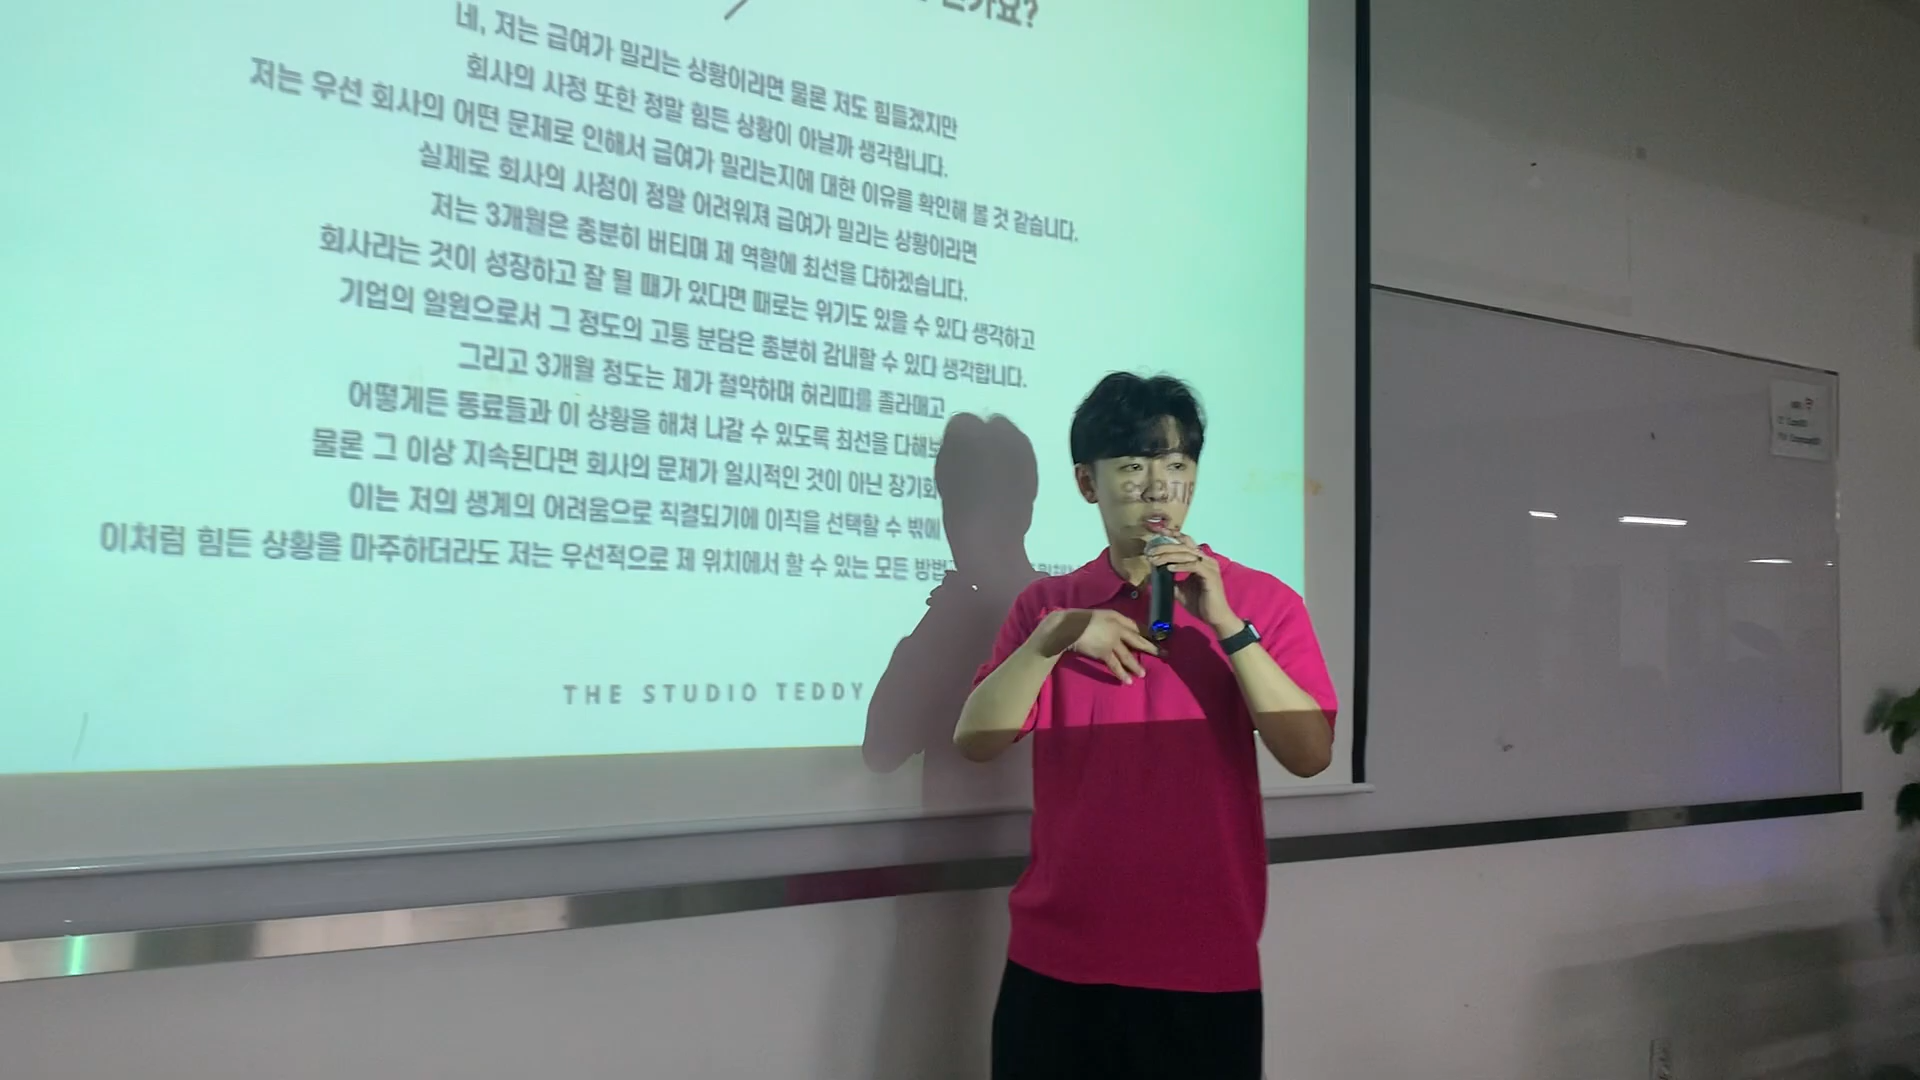 네, 저는 급여가 밀리는 상황이라면 물론 저도 힘들겠지만
회사의 사정 또한 정말 힘든 상황이 아닐까 생각합니다.
저는 우선 회사의 어떤 문제로 인해서 급여가 밀리는지에 대한 이유를 확인해 볼 것 같습니다.
실제로 회사의 사정이 정말 어려워져 급여가 밀리는 상황이라면
저는 3개월은 충분히 버티며 제 역할에 최선을 다하겠습니다.
회사라는 것이 성장하고 잘 될 때가 있다면 때로는 위기도 있을 수 있다 생각하고
기업의 일원으로서 그 정도의 고통 분담은 충분히 감내할 수 있다 생각합니다.
그리고 3개월 정도는 제가 절약하며 허리띠를 졸라매고
어떻게든 동료들과 이 상황을 해쳐 나갈 수 있도록 최선을
물론 그 이상 지속된다면 회사의 문제가 일시적인 것이 아닌
이는 저의 생계의 어려움으로 직결되기에 이직을 선택할 수 밖에
이처럼 힘든 상황을 마주하더라도 저는 우선적으로 제 위치에서 할 수 있는 모든
THE STUDIO TEDDY